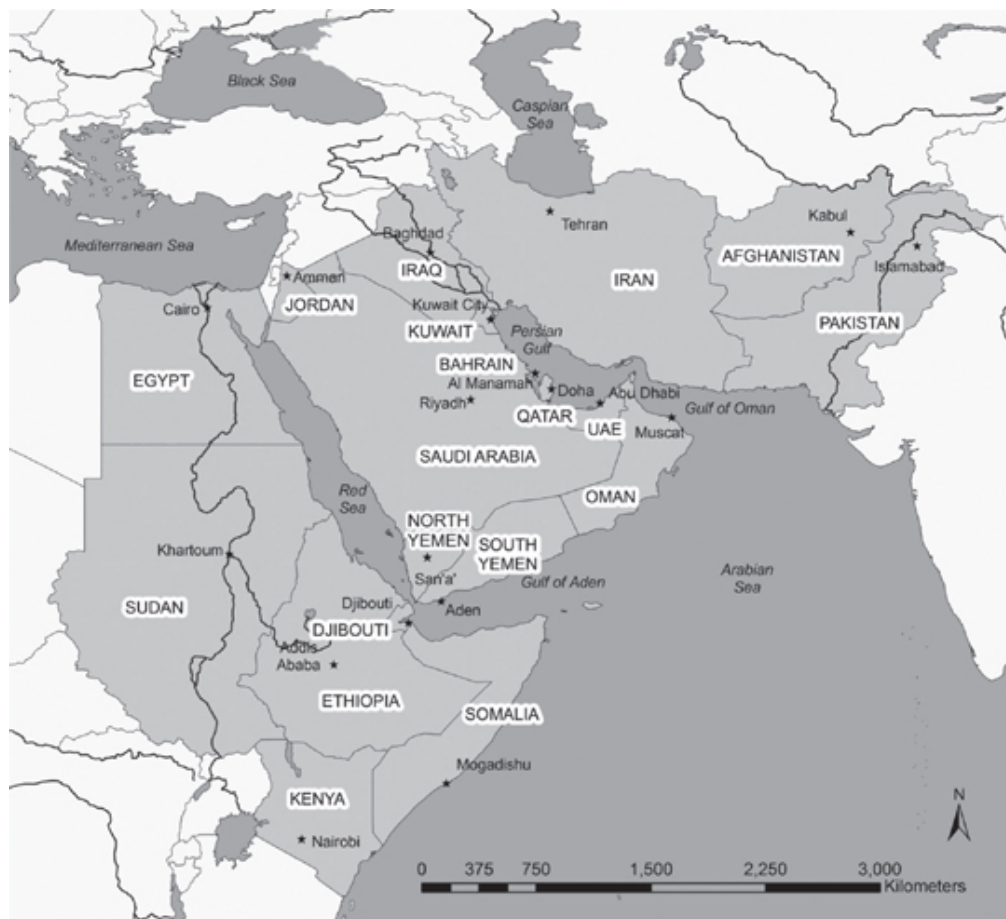 Black Sea
Caspian
Sea
Tehran
Kabul
AFGHANISTAN
Islamabad
Mediterranean Sea
Baghdad
IRAQ
IRAN
Amman
JORDAN
Cairo
Kuwait City
KUWAIT
Persian
Gulf
PAKISTAN
BAHRAIN
Al Manamah
EGYPT
Riyadh
Doha
QATAR
Abu Dhabi
UAE
Gulf of Oman
Muscat
SAUDI ARABIA
OMAN
Red
Sea
NORTH
YEMEN
SOUTH
YEMEN
San'a'
Khartoum
Gulf of Aden
Arabian
Sea
SUDAN
Djibouti
DJIBOUTI
Aden
Addis
Ababa
ETHIOPIA
SOMALIA
Mogadishu
KENYA
Nairobi
N
0 375 750 1,500 2,250 3,000
Kilometers